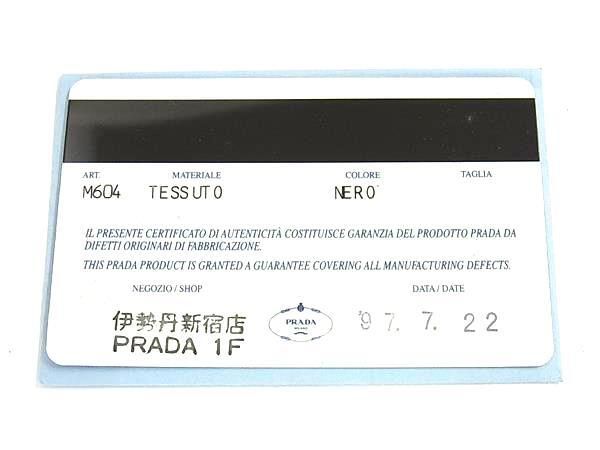 ART. MATERIALE COLORE TAGLIA
M604 TESSUTO NERO
IL PRESENTE CERTIFICATO DI AUTENTICITÀ COSTITUISCE GARANZIA DEL PRODOTTO PRADA DA
DIFETTI ORIGINARI DI FABBRICAZIONE.
THIS PRADA PRODUCT IS GRANTED A GUARANTEE COVERING ALL MANUFACTURING DEFECTS.
NEGOZIO / SHOP DATA / DATE
伊勢丹新宿店
PRADA 1F
PRADA
MILANO
'97. 7. 22